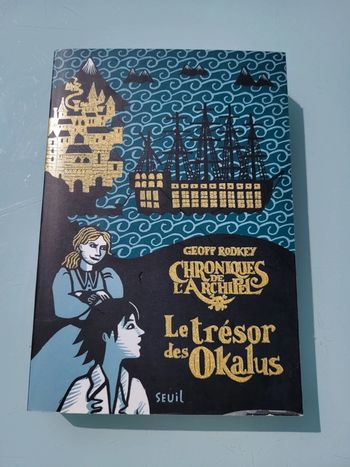 GEOFF RODKEY
CHRONIQUES
DE
L'ARCHIPEL
Le trésor
des Okalus
SEUIL